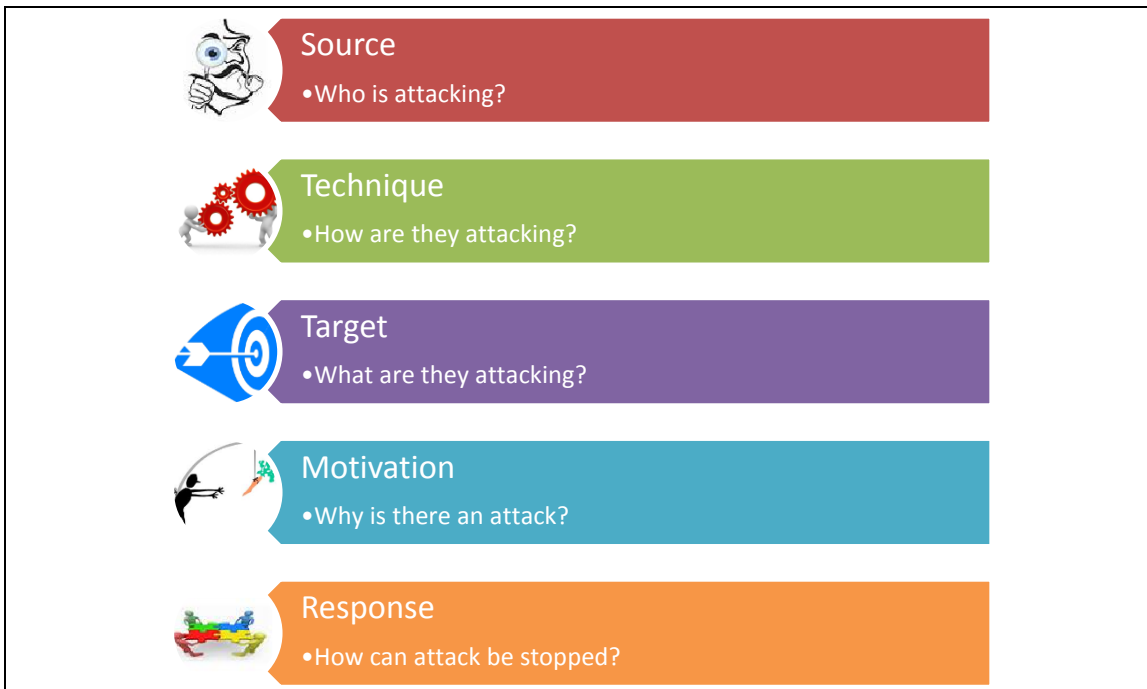 Source
•Who is attacking?
Technique
•How are they attacking?
Target
•What are they attacking?
Motivation
•Why is there an attack?
Response
•How can attack be stopped?